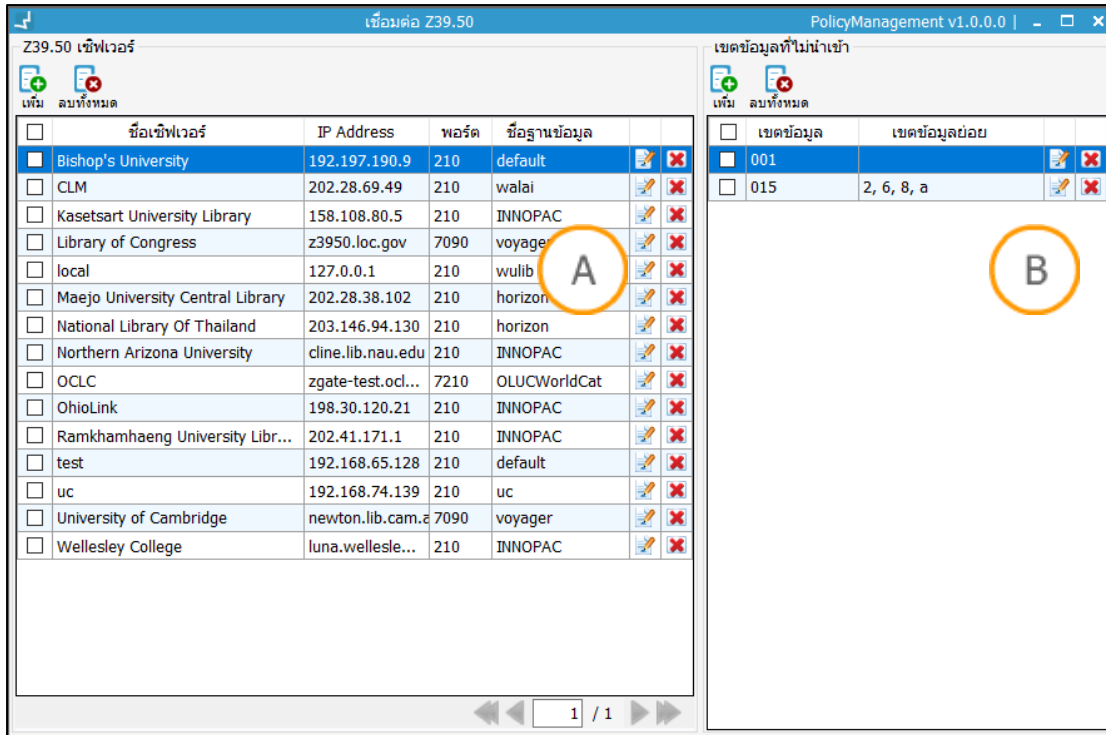 เชื่อมต่อ Z39.50 PolicyManagement v1.0.0.0 |
Z39.50 เซิฟเวอร์
เพิ่ม ลบทั้งหมด
ชื่อเซิฟเวอร์ IP Address พอร์ต ชื่อฐานข้อมูล
Bishop's University 192.197.190.9 210 default
CLM 202.28.69.49 210 walai
Kasetsart University Library 158.108.80.5 210 INNOPAC
Library of Congress z3950.loc.gov 7090 voyager
local 127.0.0.1 210 wulib
Maejo University Central Library 202.28.38.102 210 horizon
National Library Of Thailand 203.146.94.130 210 horizon
Northern Arizona University cline.lib.nau.edu 210 INNOPAC
OCLC zgate-test.ocl... 7210 OLUCWorldCat
OhioLink 198.30.120.21 210 INNOPAC
Ramkhamhaeng University Libr... 202.41.171.1 210 INNOPAC
test 192.168.65.128 210 default
uc 192.168.74.139 210 uc
University of Cambridge newton.lib.cam.a 7090 voyager
Wellesley College luna.wellesle... 210 INNOPAC
A
1 / 1
เขตข้อมูลที่ไม่นำเข้า
เพิ่ม ลบทั้งหมด
เขตข้อมูล เขตข้อมูลย่อย
001
015 2, 6, 8, a
B